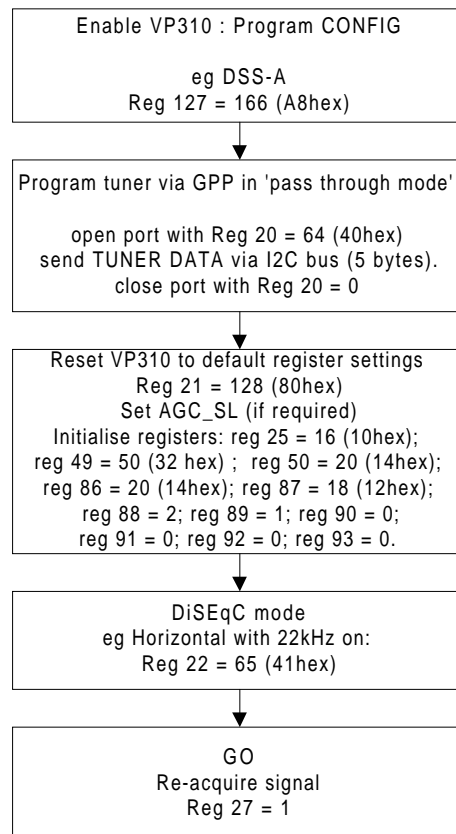 Enable VP310 : Program CONFIG
eg DSS-A
Reg 127 = 166 (A8hex)
Program tuner via GPP in 'pass through mode'
open port with Reg 20 = 64 (40hex)
send TUNER DATA via I2C bus (5 bytes).
close port with Reg 20 = 0
Reset VP310 to default register settings
Reg 21 = 128 (80hex)
Set AGC_SL (if required)
Initialise registers: reg 25 = 16 (10hex);
reg 49 = 50 (32 hex) ; reg 50 = 20 (14hex);
reg 86 = 20 (14hex); reg 87 = 18 (12hex);
reg 88 = 2; reg 89 = 1; reg 90 = 0;
reg 91 = 0; reg 92 = 0; reg 93 = 0.
DiSEqC mode
eg Horizontal with 22kHz on:
Reg 22 = 65 (41hex)
GO
Re-acquire signal
Reg 27 = 1